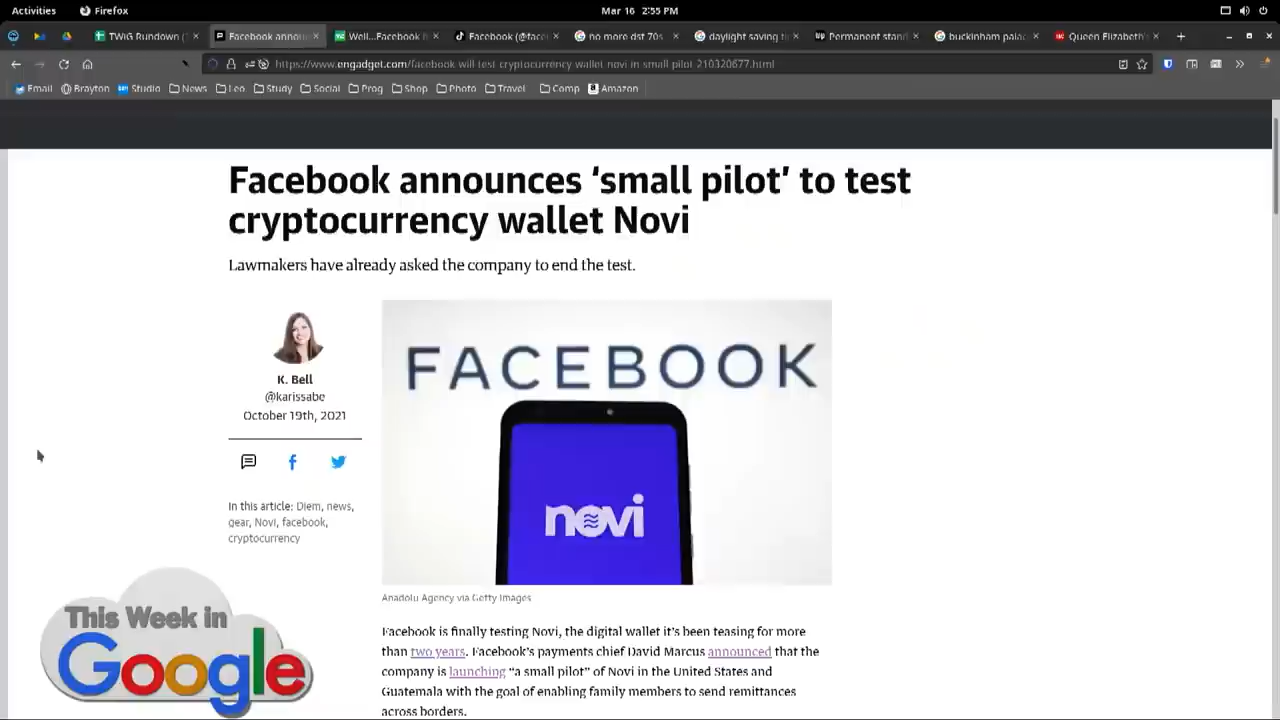 Activities Firefox Mar 16 2:55 PM
TWiG Rundown ( Facebook annou Well...Facebook i Facebook (@face no more dst 70s daylight saving t Permanent stand buckinham pala Queen Elizabeth'
https://www.engadget.com/facebook-will-test-cryptocurrency-wallet-novi-in-small-pilot-210320677.html
Email Brayton Studio News Leo Study Social Prog Shop Photo Travel Comp Amazon
Facebook announces ‘small pilot’ to test
cryptocurrency wallet Novi
Lawmakers have already asked the company to end the test.
K. Bell
@karissabe
October 19th, 2021
In this article: Diem, news,
gear, Novi, facebook,
cryptocurrency
FACEBOOK
novi
Anadolu Agency via Getty Images
Facebook is finally testing Novi, the digital wallet it’s been teasing for more
than two years. Facebook’s payments chief David Marcus announced that the
company is launching “a small pilot” of Novi in the United States and
Guatemala with the goal of enabling family members to send remittances
across borders.
This Week in
Google